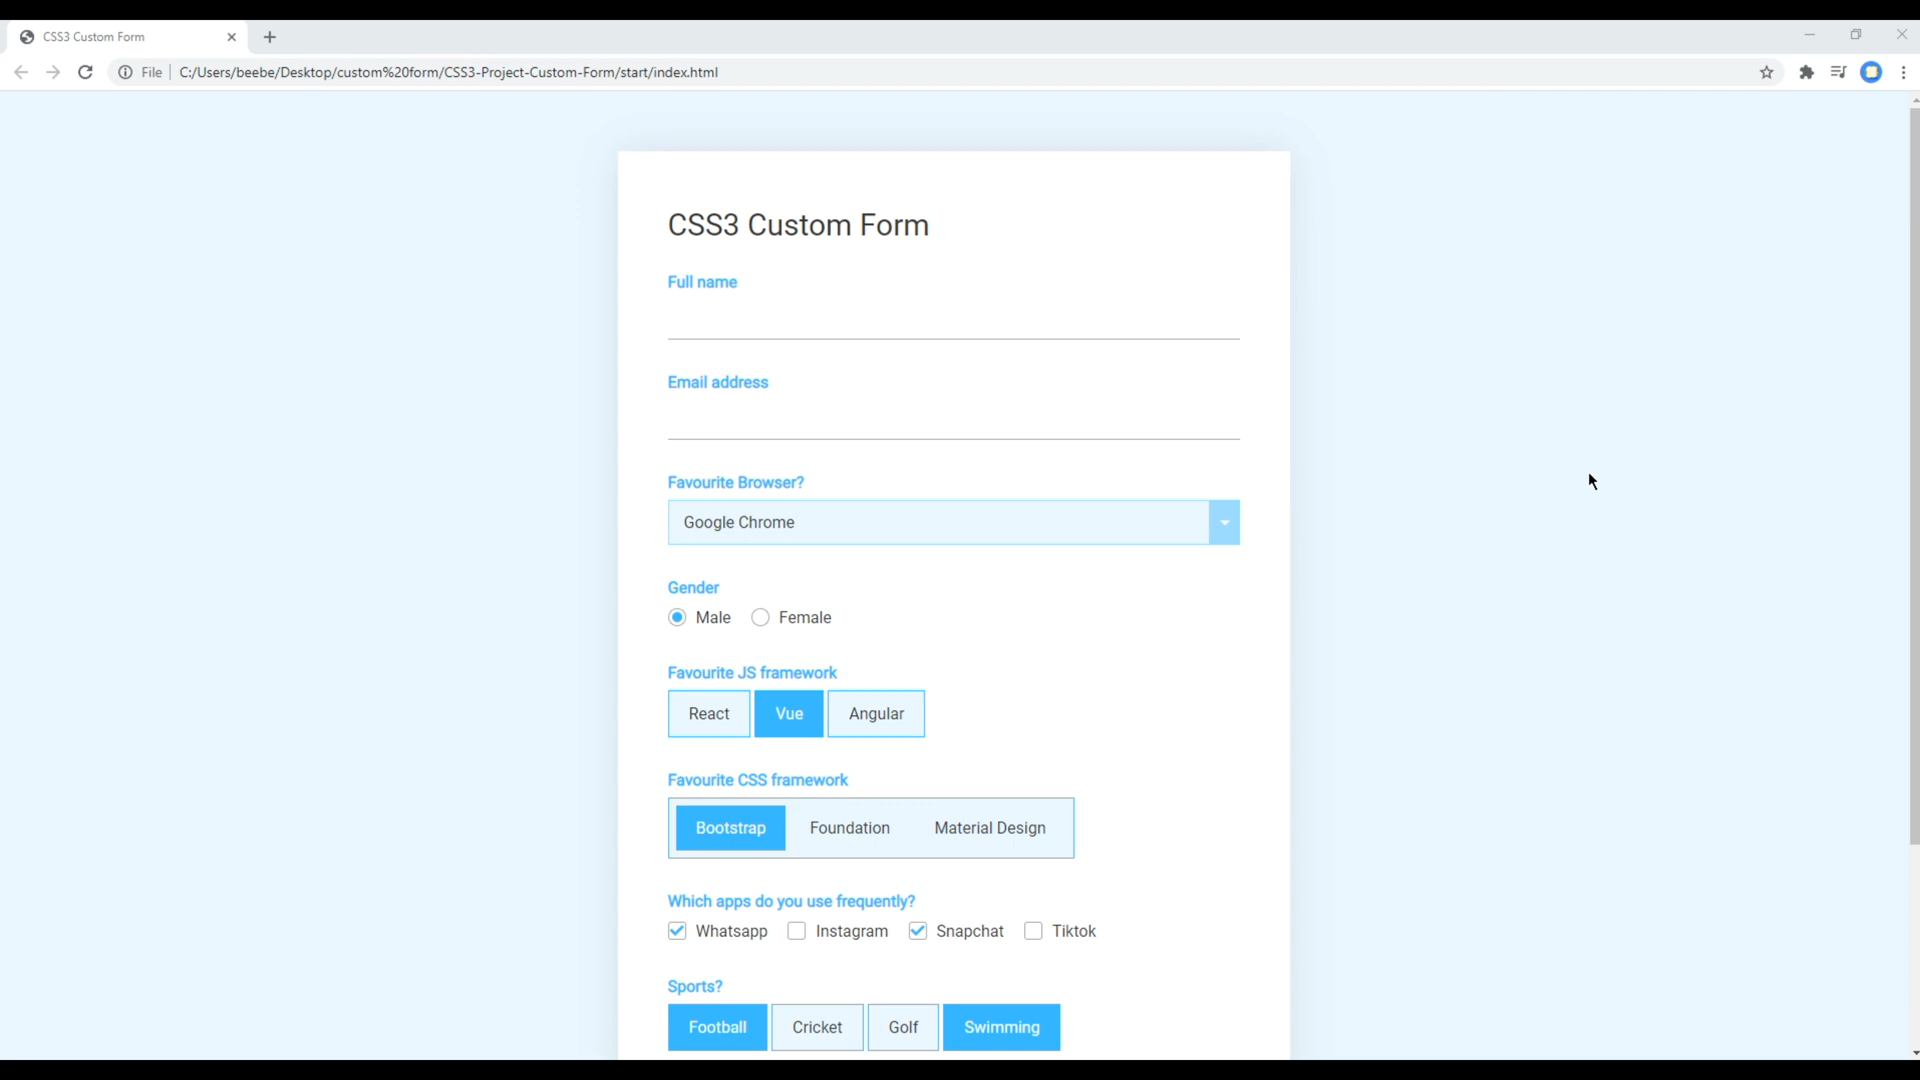 CSS3 Custom Form
File C:/Users/beebe/Desktop/custom%20form/CSS3-Project-Custom-Form/start/index.html
CSS3 Custom Form
Full name
Email address
Favourite Browser?
Google Chrome
Gender
Male Female
Favourite JS framework
React Vue Angular
Favourite CSS framework
Bootstrap Foundation Material Design
Which apps do you use frequently?
Whatsapp Instagram Snapchat Tiktok
Sports?
Football Cricket Golf Swimming